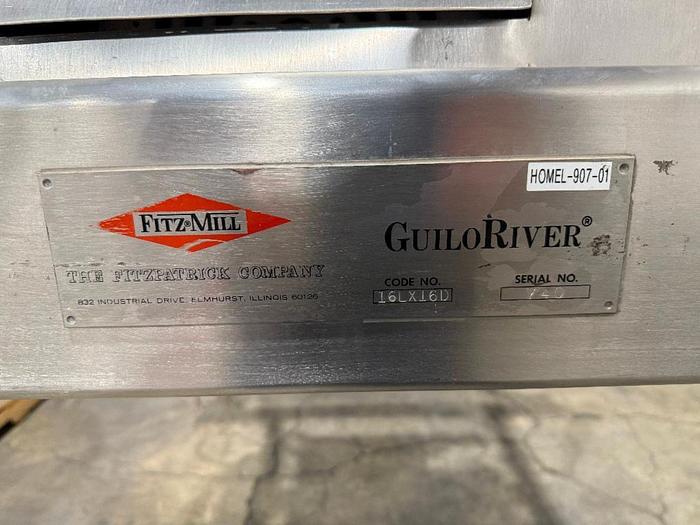 HOMEL-907-01
FITZ®MILL
THE FITZPATRICK COMPANY
832 INDUSTRIAL DRIVE, ELMHURST, ILLINOIS 60126
GUILORIVER®
CODE NO.
16LX16D
SERIAL NO.